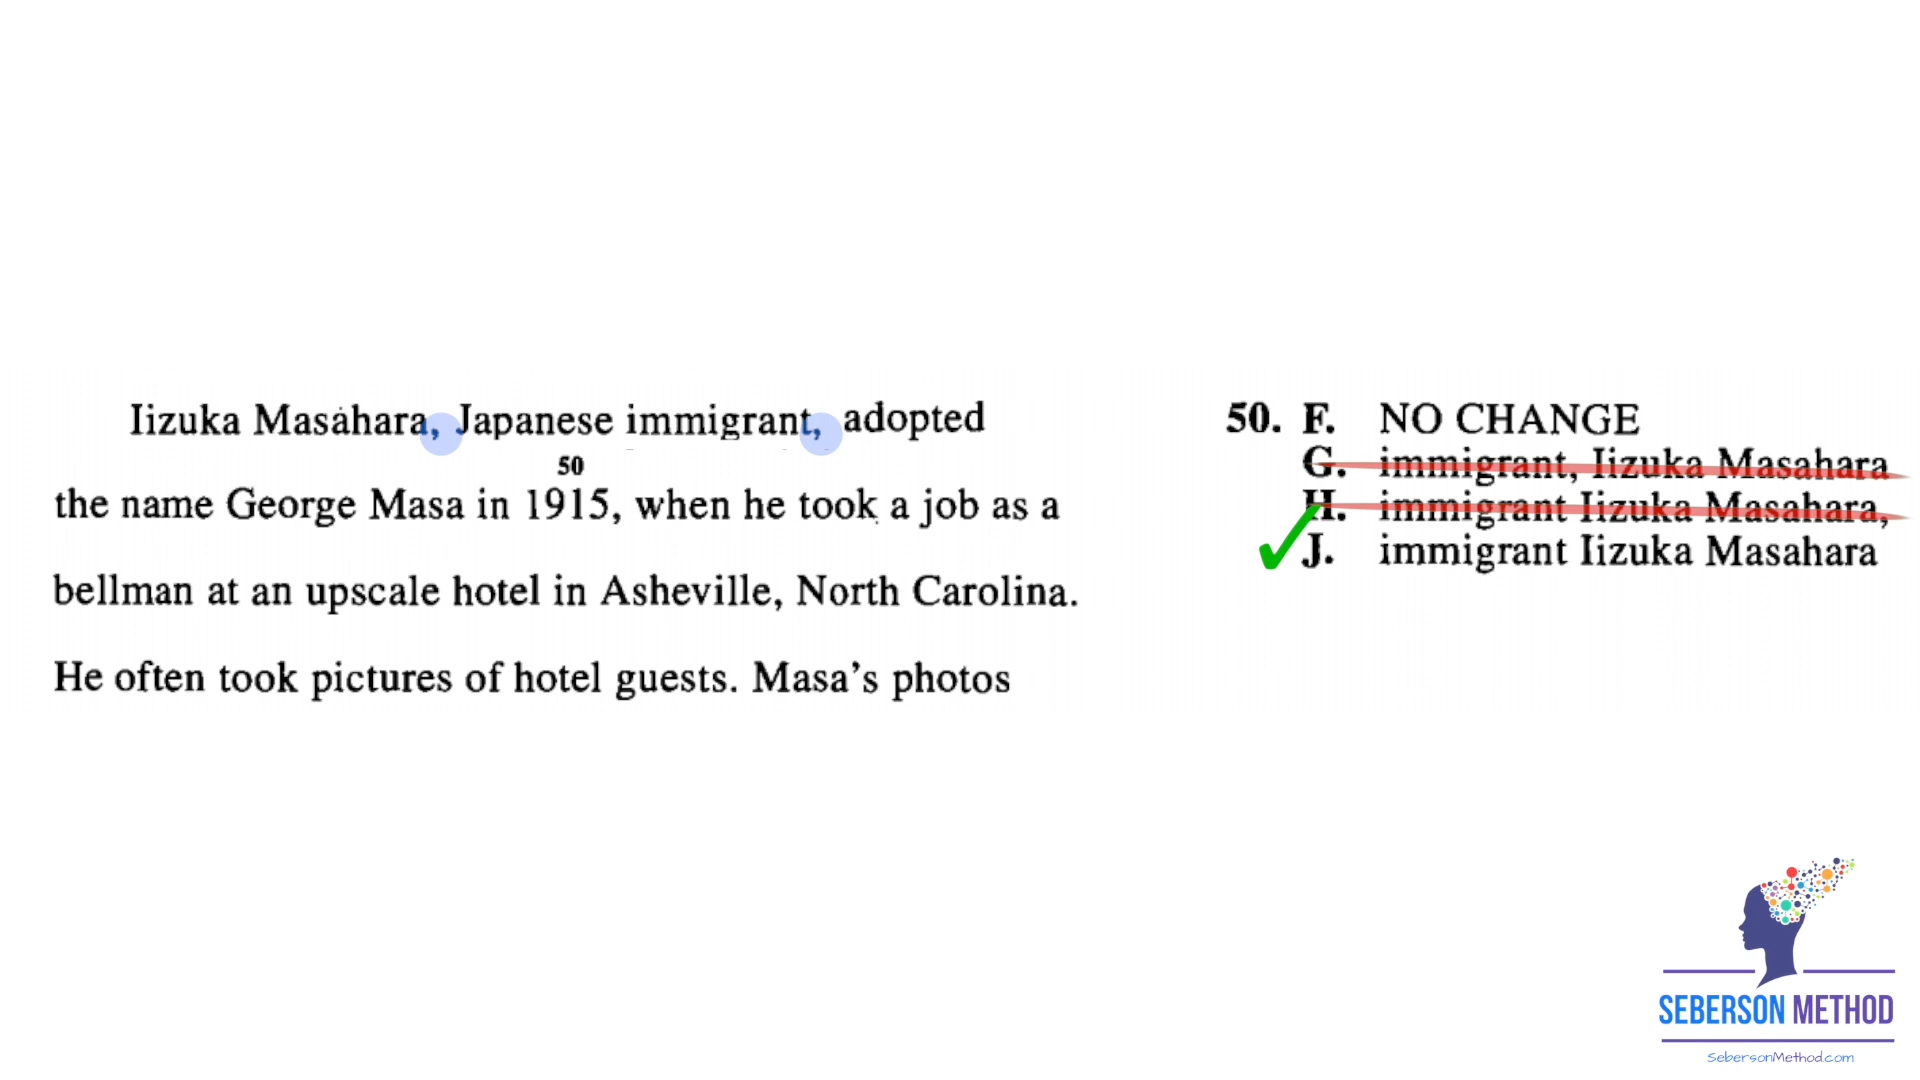 Iizuka Masahara, Japanese immigrant, adopted
50
the name George Masa in 1915, when he took a job as a
bellman at an upscale hotel in Asheville, North Carolina.
He often took pictures of hotel guests. Masa's photos
50. F. NO CHANGE
G. immigrant, Iizuka Masahara
H. immigrant Iizuka Masahara,
J. immigrant Iizuka Masahara
SEBERSON METHOD
SebersonMethod.com